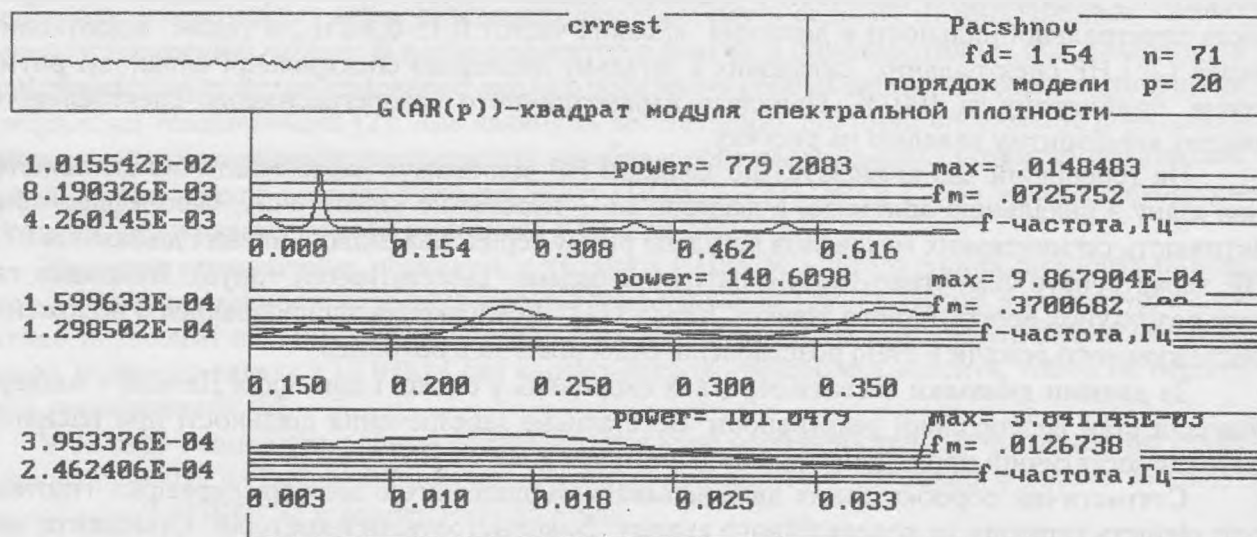 crrest Pacshnov
fd= 1.54 n= 71
порядок модели p= 20
G(AR(p))-квадрат модуля спектральной плотности
1.015542E-02 power= 779.2083 max= .0148483
8.190326E-03 fm= .0725752
4.260145E-03 f частота,Гц
0.000 0.154 0.308 0.462 0.616
power= 140.6098 max= 9.867904E-04
1.599633E-04 fm= .3700682
1.298502E-04 f частота,Гц
0.150 0.200 0.250 0.300 0.350
power= 101.0479 max= 3.841145E-03
3.953376E-04 fm= .0126738
2.462406E-04 f частота,Гц
0.003 0.010 0.018 0.025 0.033